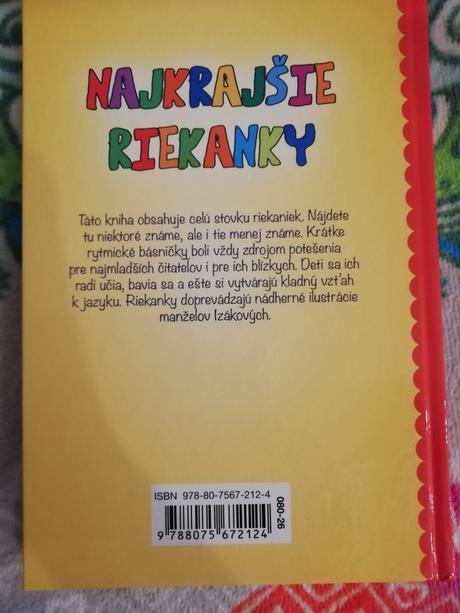 NAJKRAJŠIE
RIEKANKY
Táto kniha obsahuje celú stovku riekaniek. Nájdete
tu niektoré známe, ale i tie menej známe. Krátke
rytmické básničky boli vždy zdrojom potešenia
pre najmladších čitateľov i pre ich blízkych. Deti sa ich
radi učia, bavia sa a ešte si vytvárajú kladný vzťah
k jazyku. Riekanky doprevádzajú nádherné ilustrácie
manželov Izákových.
ISBN 978-80-7567-212-4
080-26
9 788075 672124